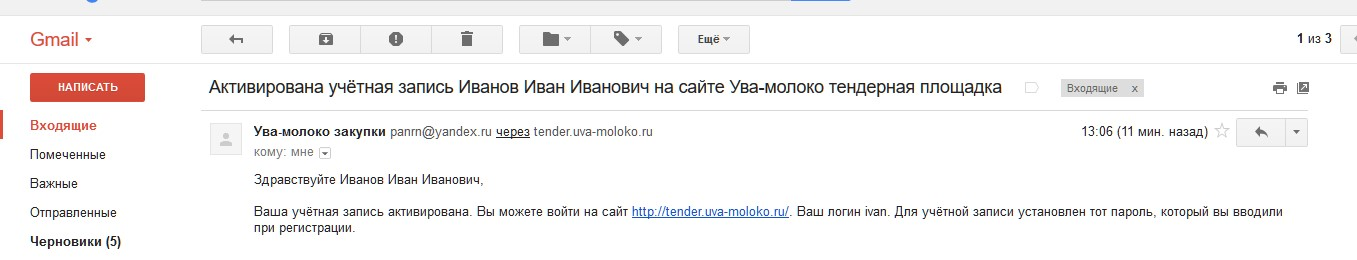 Gmail
Ещё
1 из 3
НАПИСАТЬ
Активирована учётная запись Иванов Иван Иванович на сайте Ува-молоко тендерная площадка
Входящие x
Входящие
Помеченные
Важные
Отправленные
Черновики (5)
Ува-молоко закупки panrn@yandex.ru через tender.uva-moloko.ru
13:06 (11 мин. назад)
кому: мне
Здравствуйте Иванов Иван Иванович,
Ваша учётная запись активирована. Вы можете войти на сайт http://tender.uva-moloko.ru/. Ваш логин ivan. Для учётной записи установлен тот пароль, который вы вводили
при регистрации.